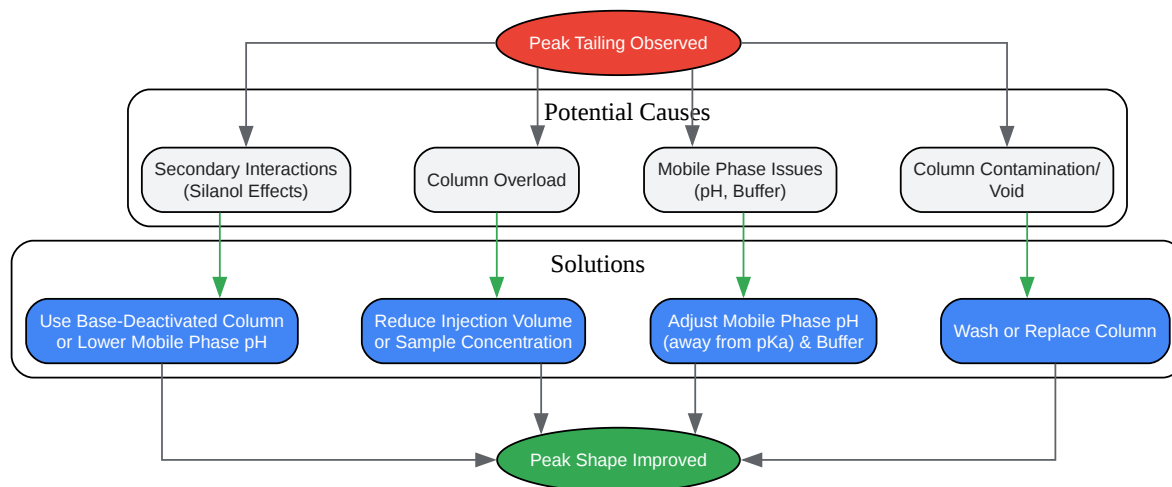 Peak Tailing Observed
Potential Causes
Secondary Interactions
(Silanol Effects)
Column Overload
Mobile Phase Issues
(pH, Buffer)
Column Contamination/
Void
Solutions
Use Base-Deactivated Column
or Lower Mobile Phase pH
Reduce Injection Volume
or Sample Concentration
Adjust Mobile Phase pH
(away from pKa) & Buffer
Wash or Replace Column
Peak Shape Improved